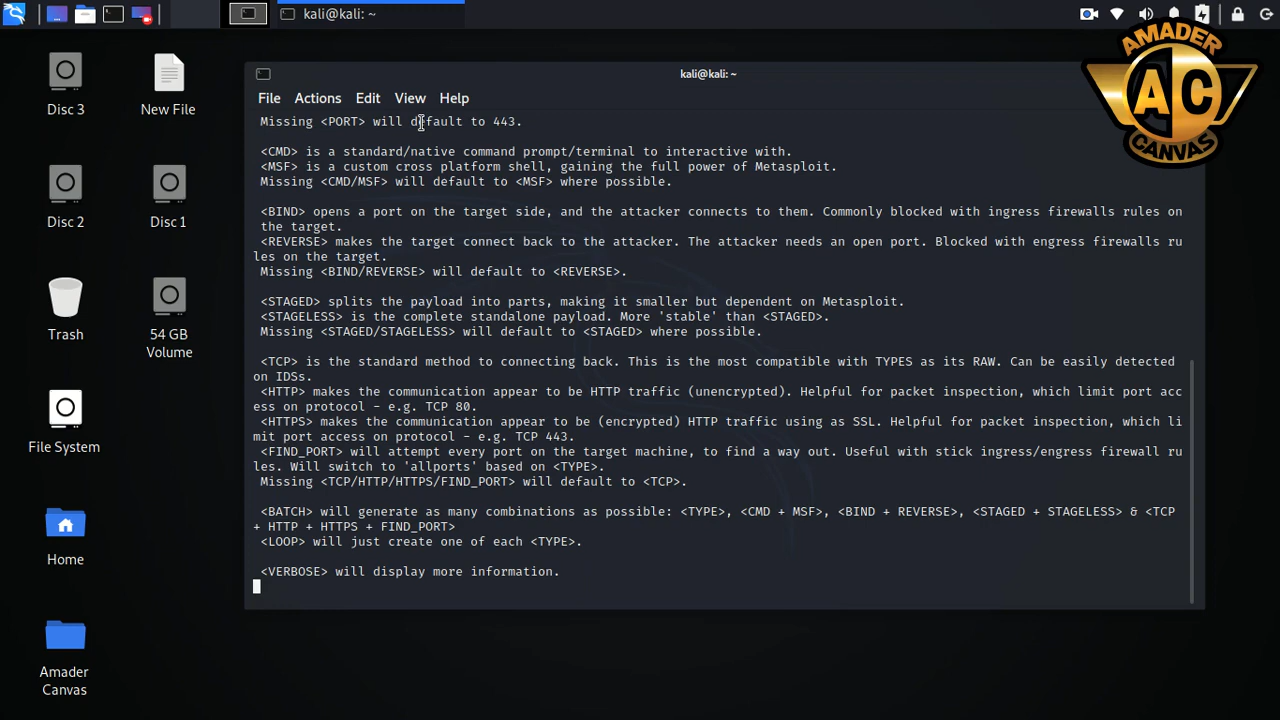 kali@kali: ~
AMADER
AC
CANVAS
Disc 3
New File
Disc 2
Disc 1
Trash
54 GB
Volume
File System
Home
Amader
Canvas
kali@kali: ~
File Actions Edit View Help
Missing <PORT> will default to 443.
<CMD> is a standard/native command prompt/terminal to interactive with.
<MSF> is a custom cross platform shell, gaining the full power of Metasploit.
Missing <CMD/MSF> will default to <MSF> where possible.
<BIND> opens a port on the target side, and the attacker connects to them. Commonly blocked with ingress firewalls rules on
the target.
<REVERSE> makes the target connect back to the attacker. The attacker needs an open port. Blocked with engress firewalls ru
les on the target.
Missing <BIND/REVERSE> will default to <REVERSE>.
<STAGED> splits the payload into parts, making it smaller but dependent on Metasploit.
<STAGELESS> is the complete standalone payload. More 'stable' than <STAGED>.
Missing <STAGED/STAGELESS> will default to <STAGED> where possible.
<TCP> is the standard method to connecting back. This is the most compatible with TYPES as its RAW. Can be easily detected
on IDSs.
<HTTP> makes the communication appear to be HTTP traffic (unencrypted). Helpful for packet inspection, which limit port acc
ess on protocol - e.g. TCP 80.
<HTTPS> makes the communication appear to be (encrypted) HTTP traffic using as SSL. Helpful for packet inspection, which li
mit port access on protocol - e.g. TCP 443.
<FIND_PORT> will attempt every port on the target machine, to find a way out. Useful with stick ingress/engress firewall ru
les. Will switch to 'allports' based on <TYPE>.
Missing <TCP/HTTP/HTTPS/FIND_PORT> will default to <TCP>.
<BATCH> will generate as many combinations as possible: <TYPE>, <CMD + MSF>, <BIND + REVERSE>, <STAGED + STAGELESS> & <TCP
+ HTTP + HTTPS + FIND_PORT>
<LOOP> will just create one of each <TYPE>.
<VERBOSE> will display more information.